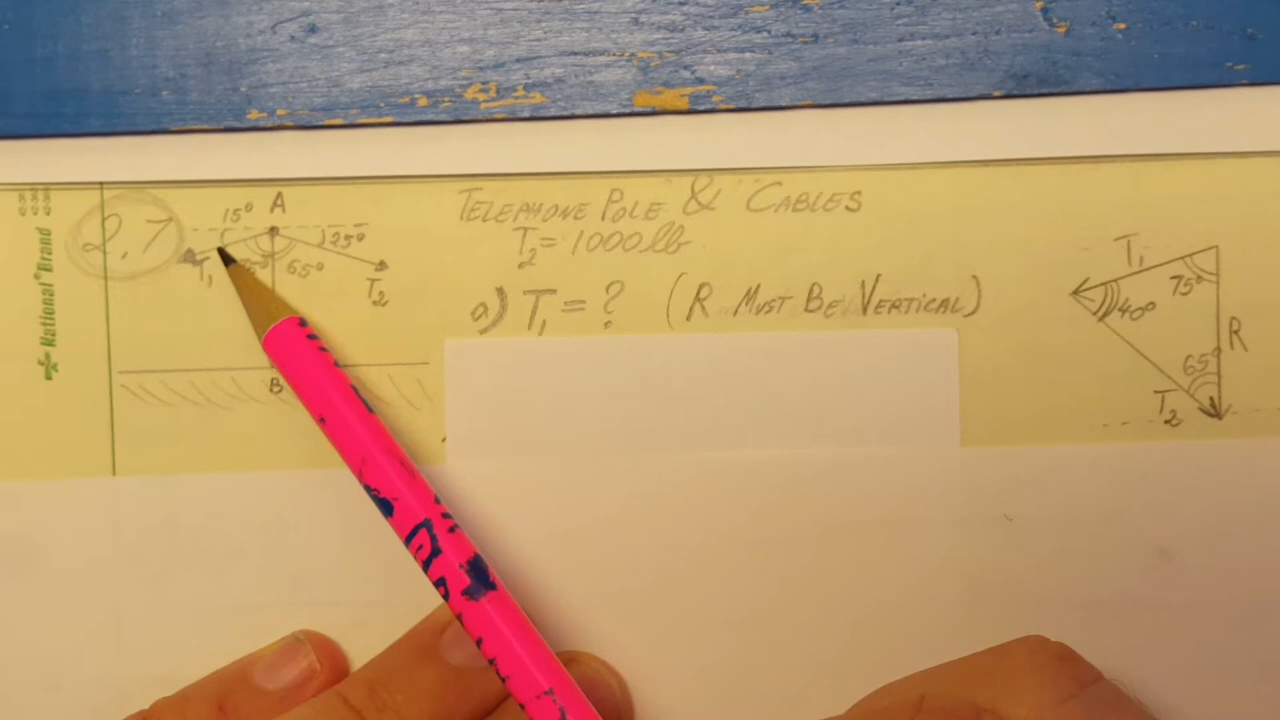 National® Brand
2.7
15°
A
25°
75°
65°
T₁
T₂
B
TELEPHONE POLE & CABLES
T₂ = 1000 lb
a) T₁ = ? (R MUST BE VERTICAL)
T₁
75°
40°
R
65°
T₂